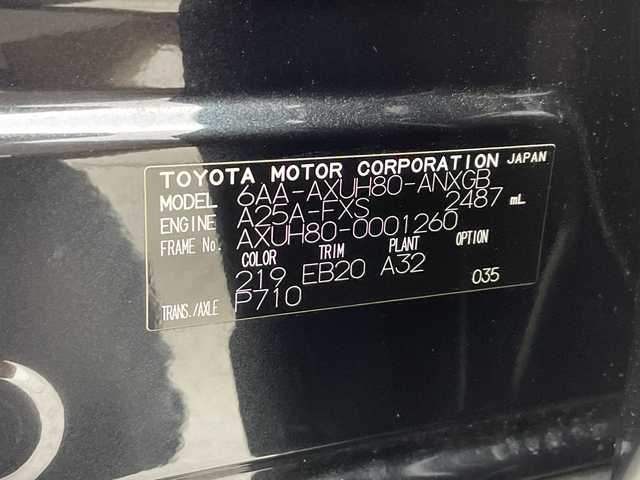 TOYOTA MOTOR CORPORATION JAPAN
MODEL 6AA-AXUH80-ANXGB
ENGINE A25A-FXS 2487 mL
FRAME No. AXUH80-0001260
COLOR TRIM PLANT OPTION
219 EB20 A32 035
TRANS./AXLE P710